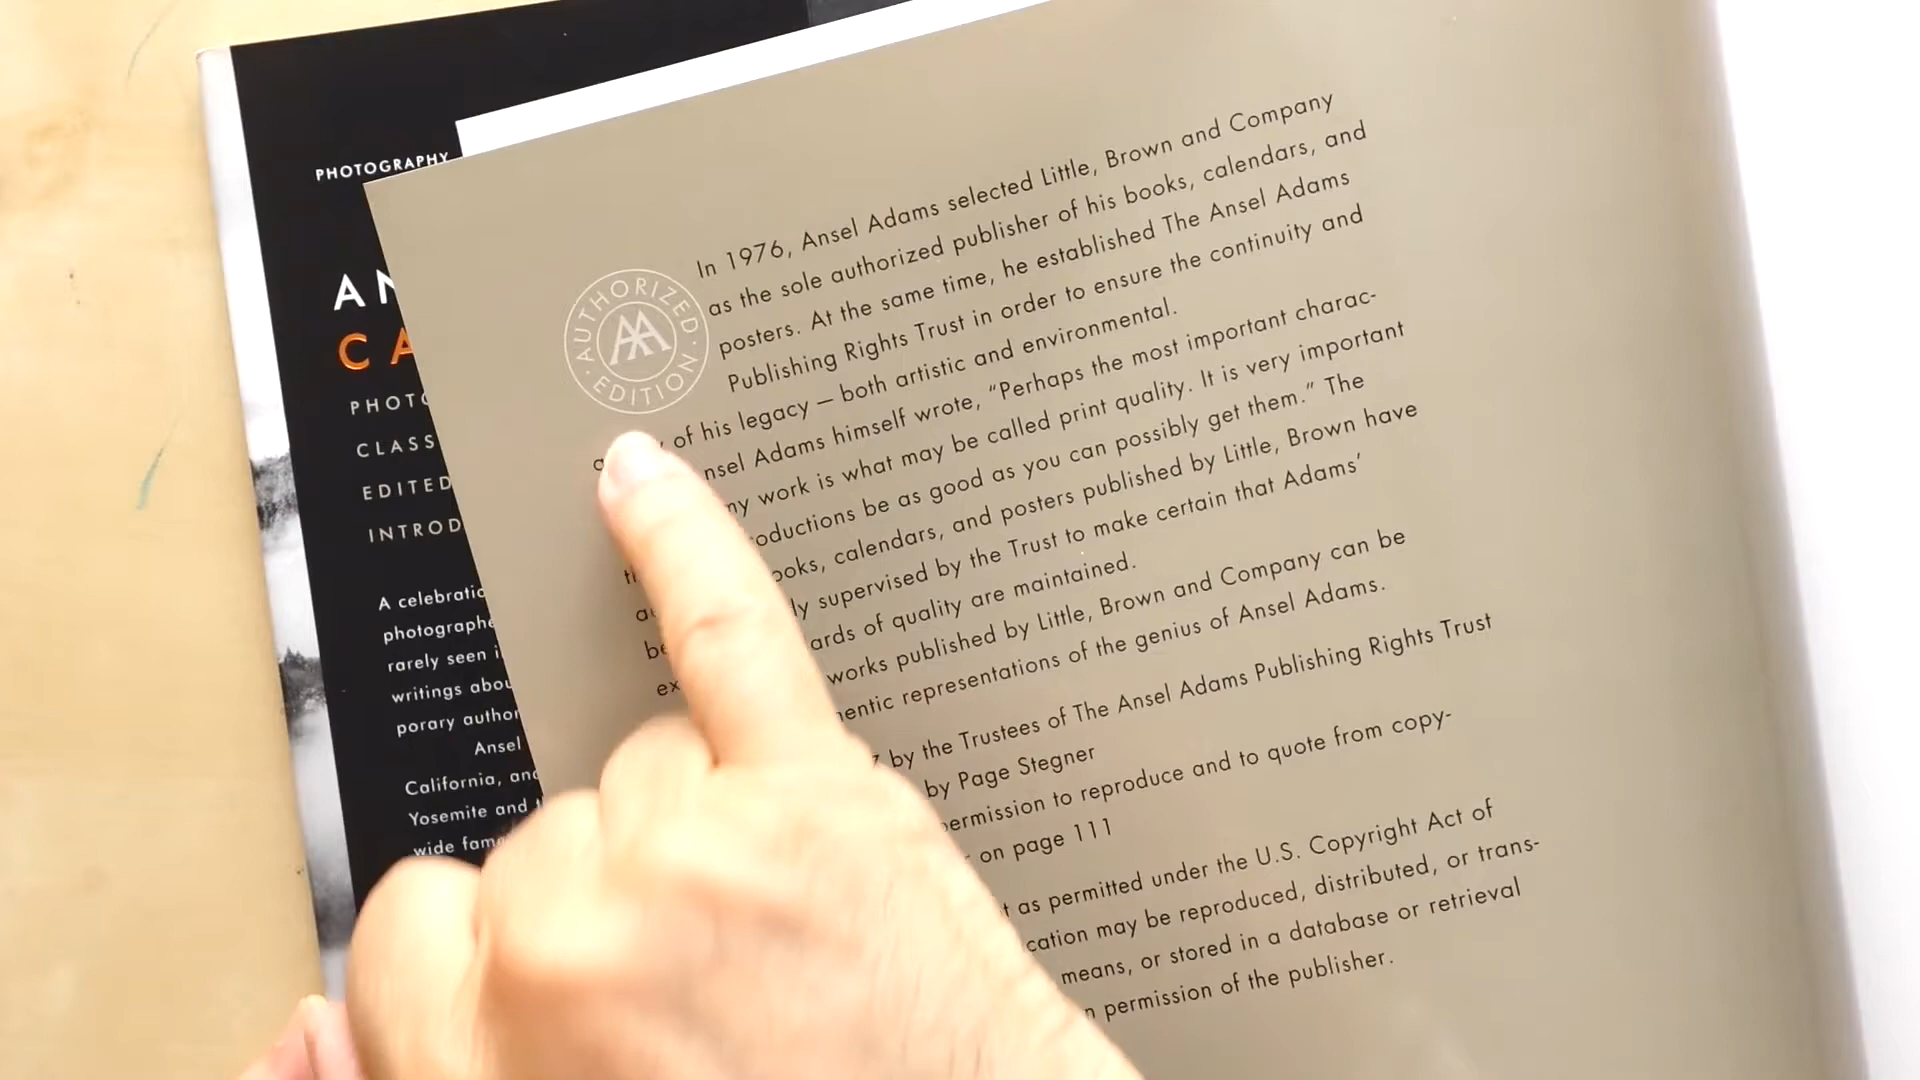 PHOTOGRAPHY
AN
CA
PHOTO
CLASS
EDITED
INTROD
A celebratio
photographe
rarely seen i
writings abou
porary author
Ansel
California, and
Yosemite and t
wide fam
AUTHORIZED
AA
EDITION
In 1976, Ansel Adams selected Little, Brown and Company
as the sole authorized publisher of his books, calendars, and
posters. At the same time, he established The Ansel Adams
Publishing Rights Trust in order to ensure the continuity and
of his legacy — both artistic and environmental.
nsel Adams himself wrote, “Perhaps the most important charac-
my work is what may be called print quality. It is very important
oductions be as good as you can possibly get them.” The
ooks, calendars, and posters published by Little, Brown have
be ly supervised by the Trust to make certain that Adams’
ex ards of quality are maintained.
works published by Little, Brown and Company can be
hentic representations of the genius of Ansel Adams.
7 by the Trustees of The Ansel Adams Publishing Rights Trust
by Page Stegner
permission to reproduce and to quote from copy-
on page 111
t as permitted under the U.S. Copyright Act of
cation may be reproduced, distributed, or trans-
means, or stored in a database or retrieval
n permission of the publisher.